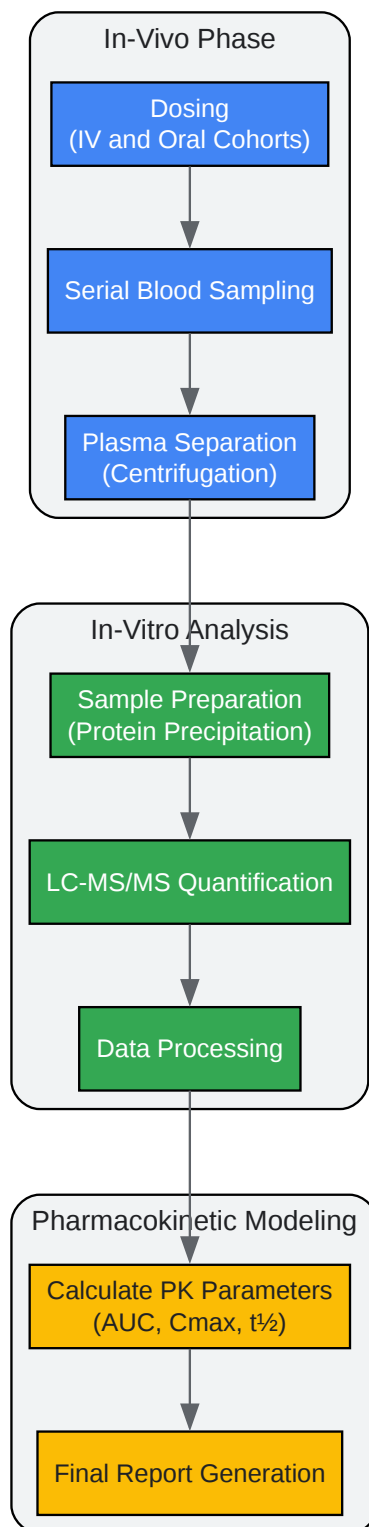 In-Vivo Phase
Dosing
(IV and Oral Cohorts)
Serial Blood Sampling
Plasma Separation
(Centrifugation)
In-Vitro Analysis
Sample Preparation
(Protein Precipitation)
LC-MS/MS Quantification
Data Processing
Pharmacokinetic Modeling
Calculate PK Parameters
(AUC, Cmax, t½)
Final Report Generation